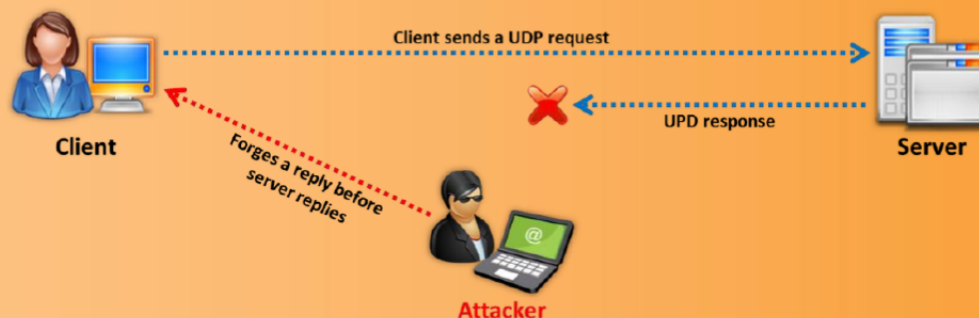 Client sends a UDP request
UPD response
Client
Server
Forges a reply before
server replies
@
Attacker